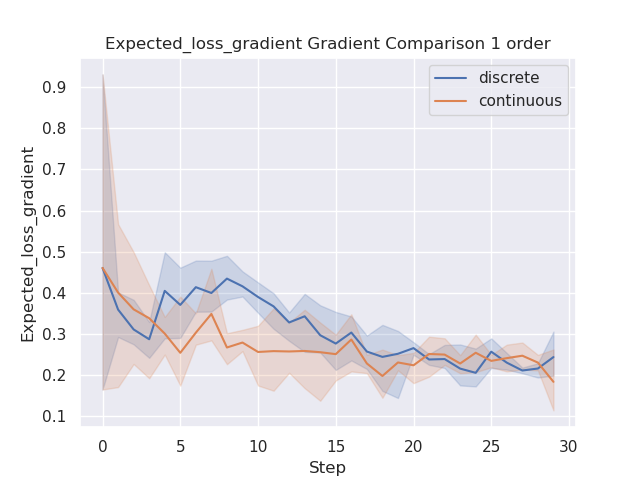 Expected_loss_gradient Gradient Comparison 1 order
discrete
continuous
Expected_loss_gradient
0.9
0.8
0.7
0.6
0.5
0.4
0.3
0.2
0.1
0 5 10 15 20 25 30
Step